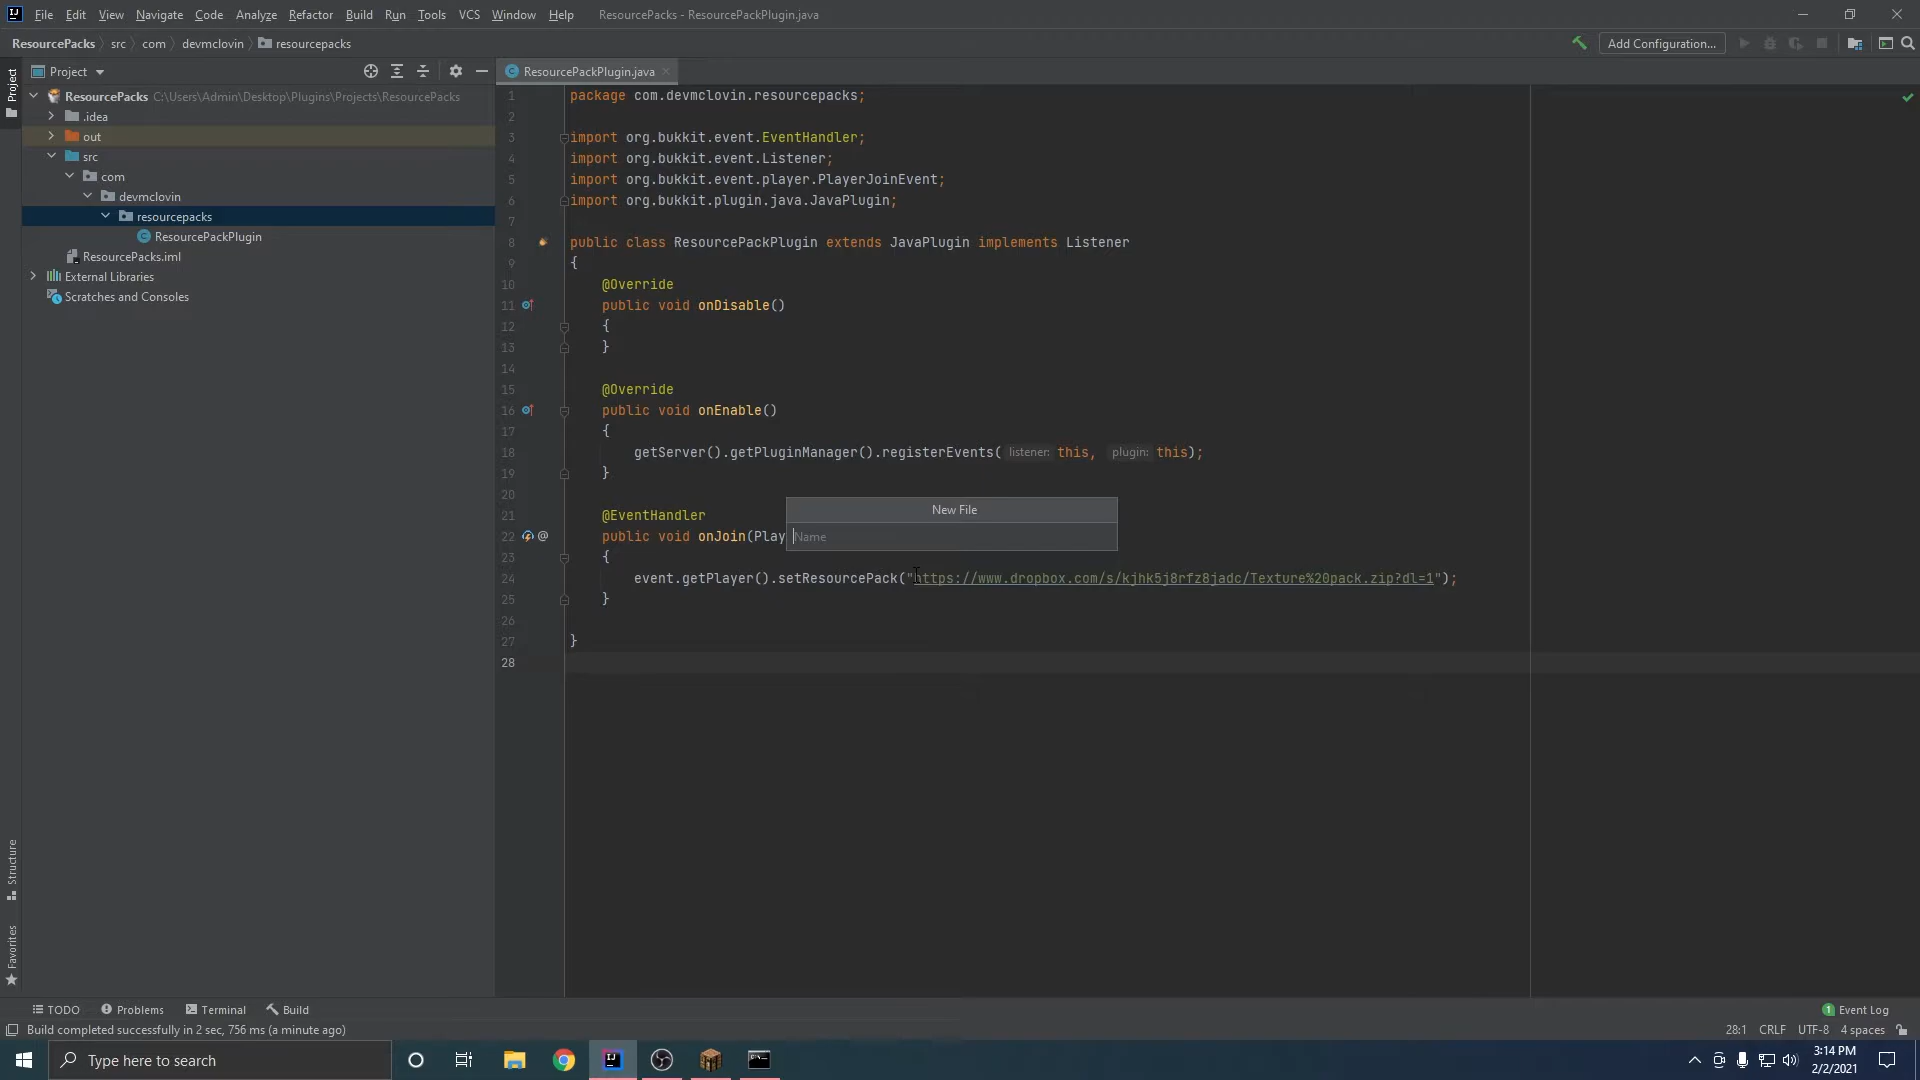 File Edit View Navigate Code Analyze Refactor Build Run Tools VCS Window Help ResourcePacks - ResourcePackPlugin.java
ResourcePacks src com devmclovin resourcepacks Add Configuration...
Project
Project
ResourcePackPlugin.java
ResourcePacks C:\Users\Admin\Desktop\Plugins\Projects\ResourcePacks
.idea
out
src
com
devmclovin
resourcepacks
ResourcePackPlugin
ResourcePacks.iml
External Libraries
Scratches and Consoles
1 package com.devmclovin.resourcepacks;
2
3 import org.bukkit.event.EventHandler;
4 import org.bukkit.event.Listener;
5 import org.bukkit.event.player.PlayerJoinEvent;
6 import org.bukkit.plugin.java.JavaPlugin;
7
8 public class ResourcePackPlugin extends JavaPlugin implements Listener
9 {
10 @Override
11 public void onDisable()
12 {
13 }
14
15 @Override
16 public void onEnable()
17 {
18 getServer().getPluginManager().registerEvents( listener: this, plugin: this);
19 }
20
21 @EventHandler
New File
22 @ public void onJoin(Play
Name
23 {
24 event.getPlayer().setResourcePack("https://www.dropbox.com/s/kjhk5j8rfz8jadc/Texture%20pack.zip?dl=1");
25 }
26
27 }
28
Structure
Favorites
TODO Problems Terminal Build 1 Event Log
Build completed successfully in 2 sec, 756 ms (a minute ago) 28:1 CRLF UTF-8 4 spaces
Type here to search
3:14 PM
2/2/2021